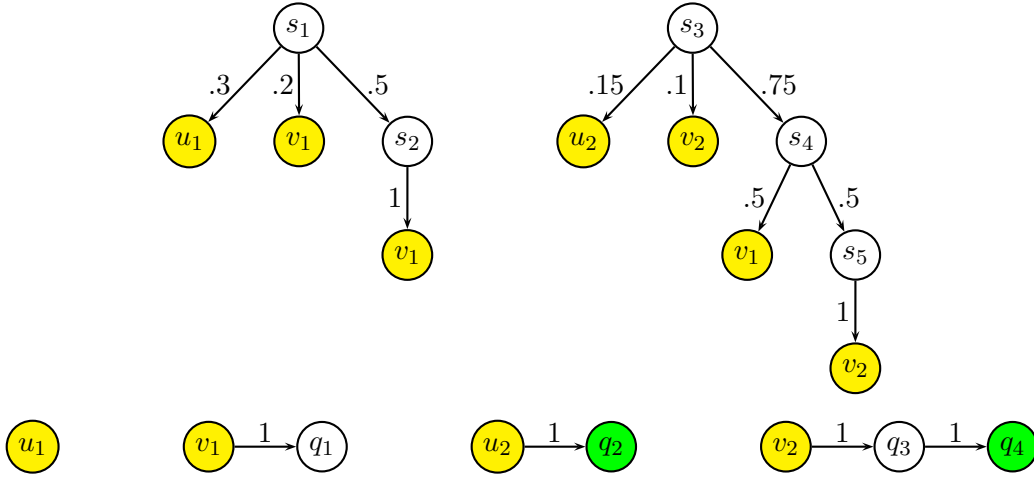 s1 s3
.3 .2 .5 .15 .1 .75
u1 v1 s2 u2 v2 s4
1 .5 .5
v1 v1 s5
1
v2
u1 v1 1 q1 u2 1 q2 v2 1 q3 1 q4